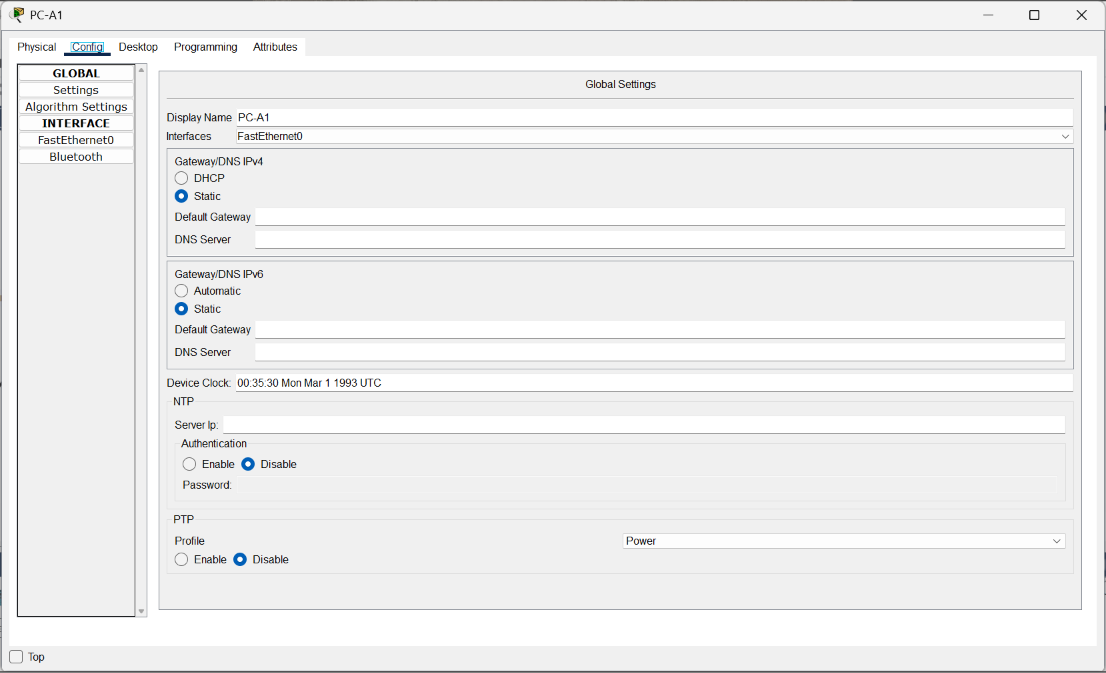 PC-A1
Physical Config Desktop Programming Attributes
GLOBAL
Settings
Algorithm Settings
INTERFACE
FastEthernet0
Bluetooth
Global Settings
Display Name PC-A1
Interfaces FastEthernet0
Gateway/DNS IPv4
DHCP
Static
Default Gateway
DNS Server
Gateway/DNS IPv6
Automatic
Static
Default Gateway
DNS Server
Device Clock: 00:35:30 Mon Mar 1 1993 UTC
NTP
Server Ip:
Authentication
Enable Disable
Password:
PTP
Profile Power
Enable Disable
Top